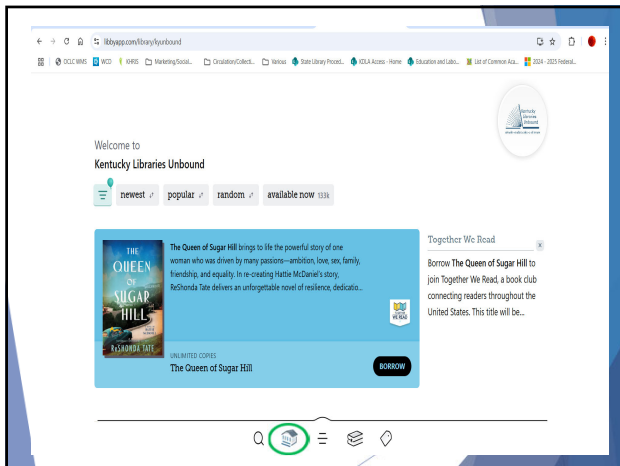 libbyapp.com/library/kyunbound
OCLC WMS WCD KHRIS Marketing/Social... Circulation/Collecti... Various State Library Proced... KDLA Access - Home Education and Labo... List of Common Aca... 2024 - 2025 Federal...
Kentucky
Libraries
Unbound
Welcome to
Kentucky Libraries Unbound
newest popular random available now 133k
THE
QUEEN
OF
SUGAR
HILL
ReSHONDA TATE
The Queen of Sugar Hill brings to life the powerful story of one
woman who was driven by many passions—ambition, love, sex, family,
friendship, and equality. In re-creating Hattie McDaniel's story,
ReShonda Tate delivers an unforgettable novel of resilience, dedicatio...
WE READ
UNLIMITED COPIES
The Queen of Sugar Hill
BORROW
Together We Read
x
Borrow The Queen of Sugar Hill to
join Together We Read, a book club
connecting readers throughout the
United States. This title will be...